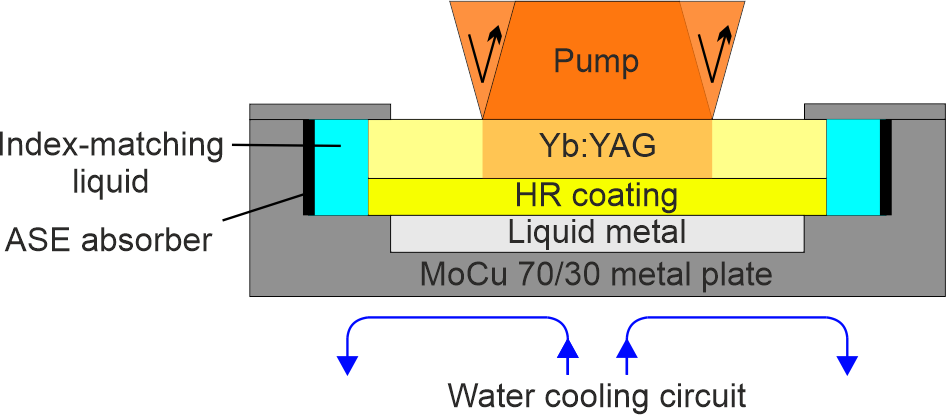 Pump
Index-matching
liquid
Yb:YAG
HR coating
ASE absorber
Liquid metal
MoCu 70/30 metal plate
Water cooling circuit